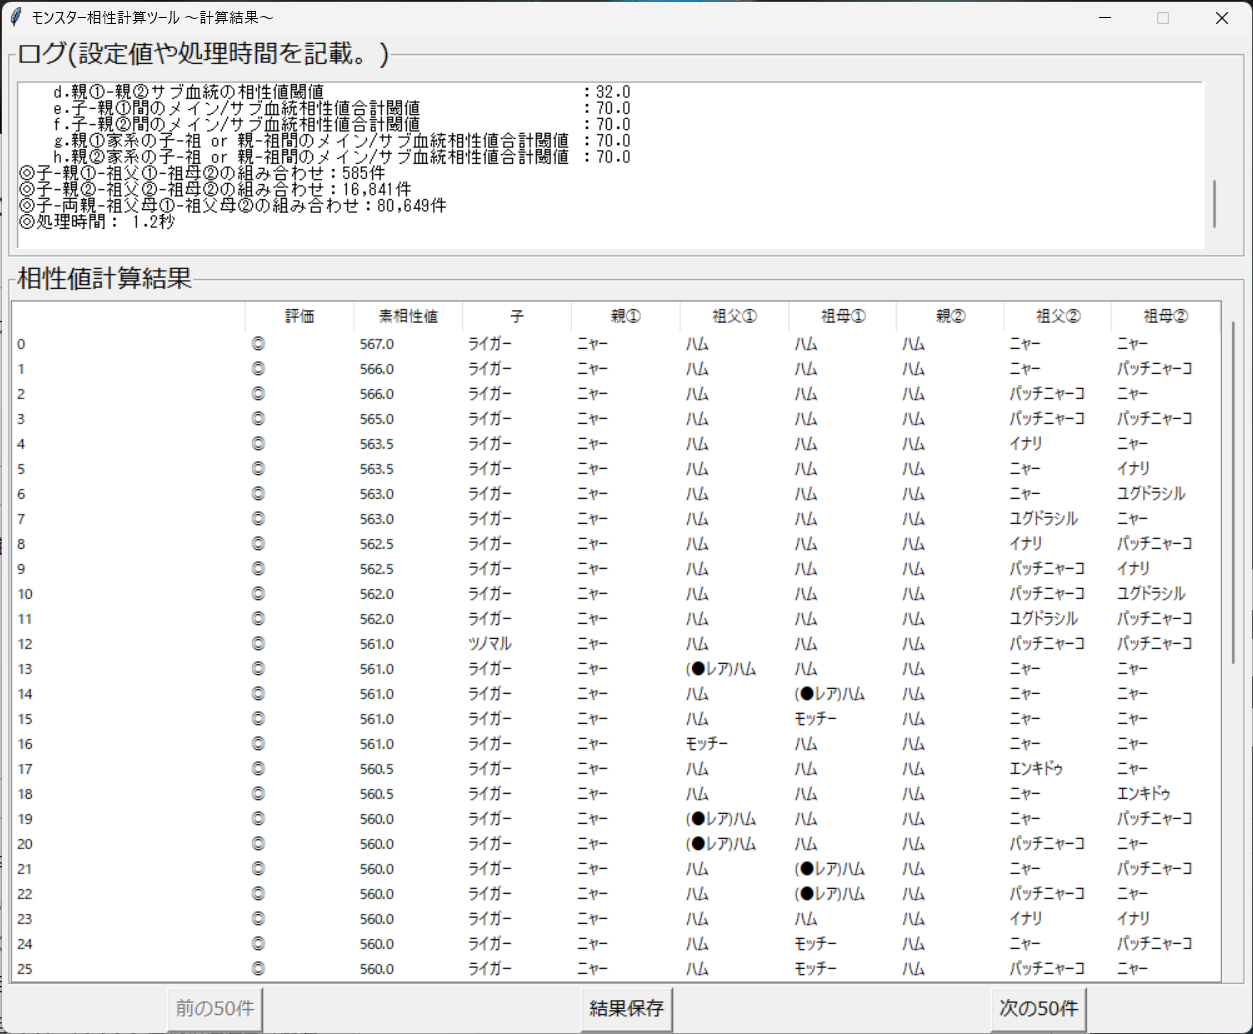 モンスター相性計算ツール ～計算結果～
ログ(設定値や処理時間を記載。)
d.親①-親②サブ血統の相性値閾値 :32.0
e.子-親①間のメイン/サブ血統相性値合計閾値 :70.0
f.子-親②間のメイン/サブ血統相性値合計閾値 :70.0
g.親①家系の子-祖 or 親-祖間のメイン/サブ血統相性値合計閾値 :70.0
h.親②家系の子-祖 or 親-祖間のメイン/サブ血統相性値合計閾値 :70.0
◎子-親①-祖父①-祖母②の組み合わせ：585件
◎子-親②-祖父②-祖母②の組み合わせ：16,841件
◎子-両親-祖父母①-祖父母②の組み合わせ：80,649件
◎処理時間： 1.2秒
相性値計算結果
評価 素相性値 子 親① 祖父① 祖母① 親② 祖父② 祖母②
0 ◎ 567.0 ライガー ニャー ハム ハム ハム ニャー ニャー
1 ◎ 566.0 ライガー ニャー ハム ハム ハム ニャー パッチニャーコ
2 ◎ 566.0 ライガー ニャー ハム ハム ハム パッチニャーコ ニャー
3 ◎ 565.0 ライガー ニャー ハム ハム ハム パッチニャーコ パッチニャーコ
4 ◎ 563.5 ライガー ニャー ハム ハム ハム イナリ ニャー
5 ◎ 563.5 ライガー ニャー ハム ハム ハム ニャー イナリ
6 ◎ 563.0 ライガー ニャー ハム ハム ハム ニャー ユグドラシル
7 ◎ 563.0 ライガー ニャー ハム ハム ハム ユグドラシル ニャー
8 ◎ 562.5 ライガー ニャー ハム ハム ハム イナリ パッチニャーコ
9 ◎ 562.5 ライガー ニャー ハム ハム ハム パッチニャーコ イナリ
10 ◎ 562.0 ライガー ニャー ハム ハム ハム パッチニャーコ ユグドラシル
11 ◎ 562.0 ライガー ニャー ハム ハム ハム ユグドラシル パッチニャーコ
12 ◎ 561.0 ツノマル ニャー ハム ハム ハム パッチニャーコ パッチニャーコ
13 ◎ 561.0 ライガー ニャー (●レア)ハム ハム ハム ニャー ニャー
14 ◎ 561.0 ライガー ニャー ハム (●レア)ハム ハム ニャー ニャー
15 ◎ 561.0 ライガー ニャー ハム モッチー ハム ニャー ニャー
16 ◎ 561.0 ライガー ニャー モッチー ハム ハム ニャー ニャー
17 ◎ 560.5 ライガー ニャー ハム ハム ハム エンキドゥ ニャー
18 ◎ 560.5 ライガー ニャー ハム ハム ハム ニャー エンキドゥ
19 ◎ 560.0 ライガー ニャー (●レア)ハム ハム ハム ニャー パッチニャーコ
20 ◎ 560.0 ライガー ニャー (●レア)ハム ハム ハム パッチニャーコ ニャー
21 ◎ 560.0 ライガー ニャー ハム (●レア)ハム ハム ニャー パッチニャーコ
22 ◎ 560.0 ライガー ニャー ハム (●レア)ハム ハム パッチニャーコ ニャー
23 ◎ 560.0 ライガー ニャー ハム ハム ハム イナリ イナリ
24 ◎ 560.0 ライガー ニャー ハム モッチー ハム ニャー パッチニャーコ
25 ◎ 560.0 ライガー ニャー ハム モッチー ハム パッチニャーコ ニャー
前の50件 結果保存 次の50件